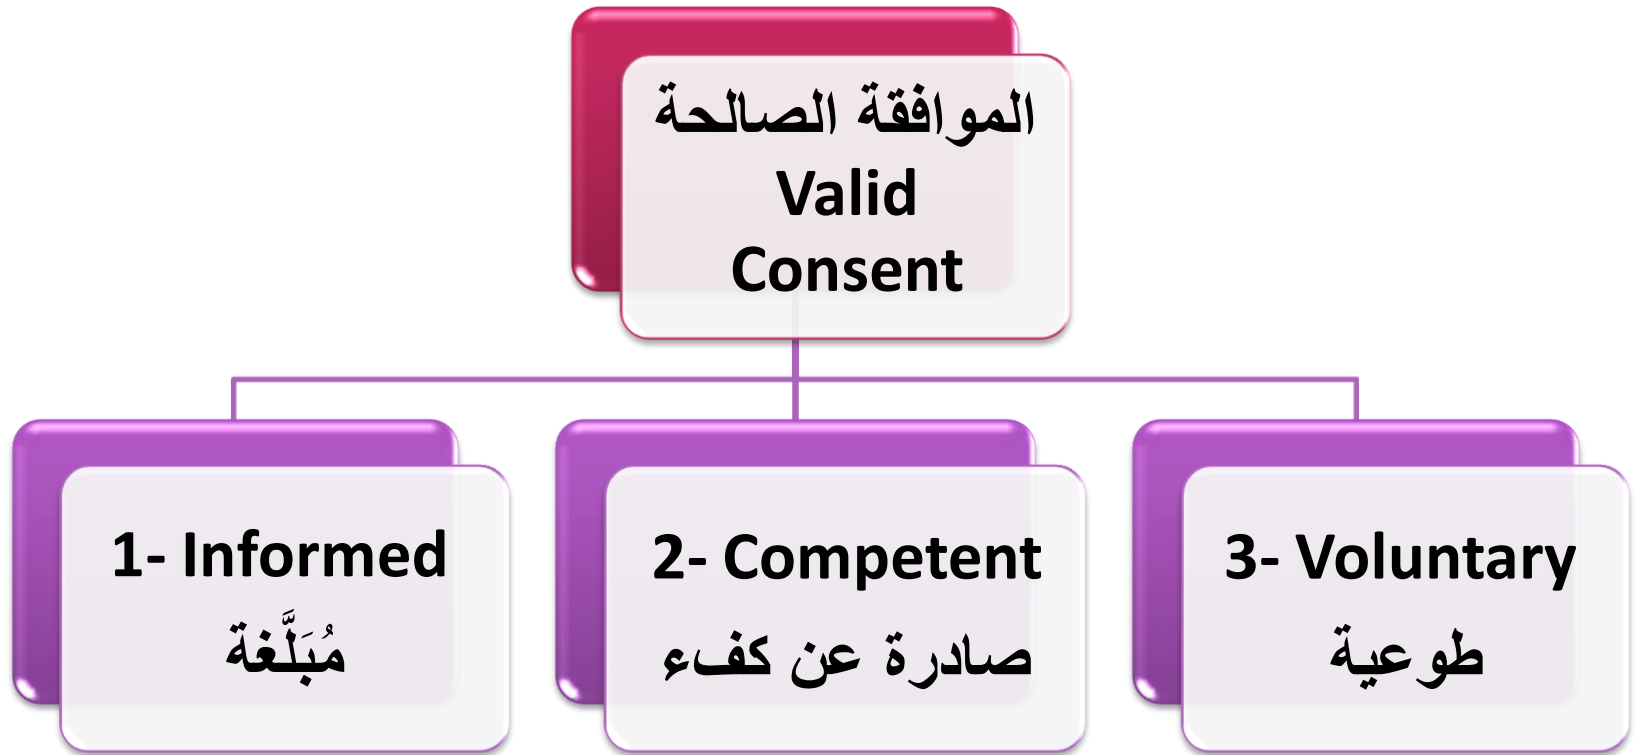 الموافقة الصالحة
Valid
Consent
1- Informed
مُبَلَّغة
2- Competent
صادرة عن كفء
3- Voluntary
طوعية